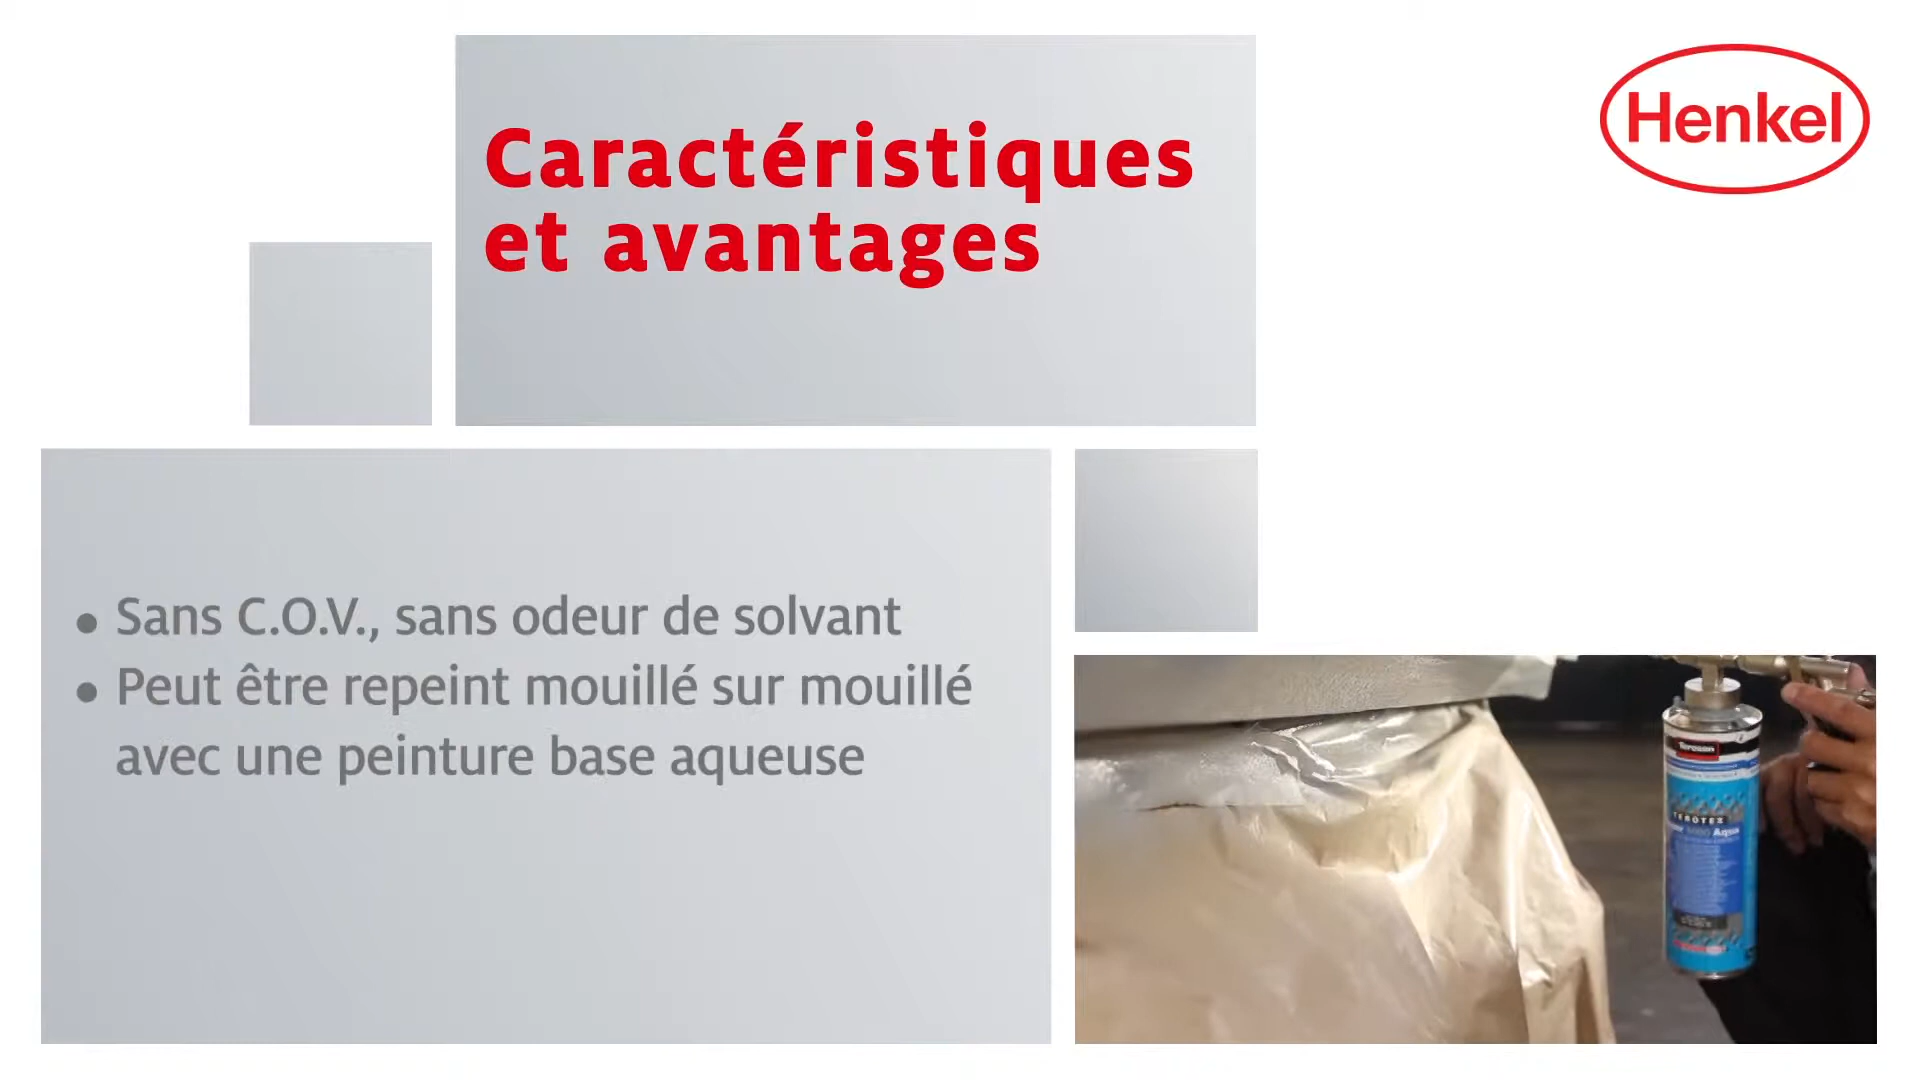 Henkel
Caractéristiques
et avantages
• Sans C.O.V., sans odeur de solvant
• Peut être repeint mouillé sur mouillé
avec une peinture base aqueuse
Teroson
TEROTEX
Aqua